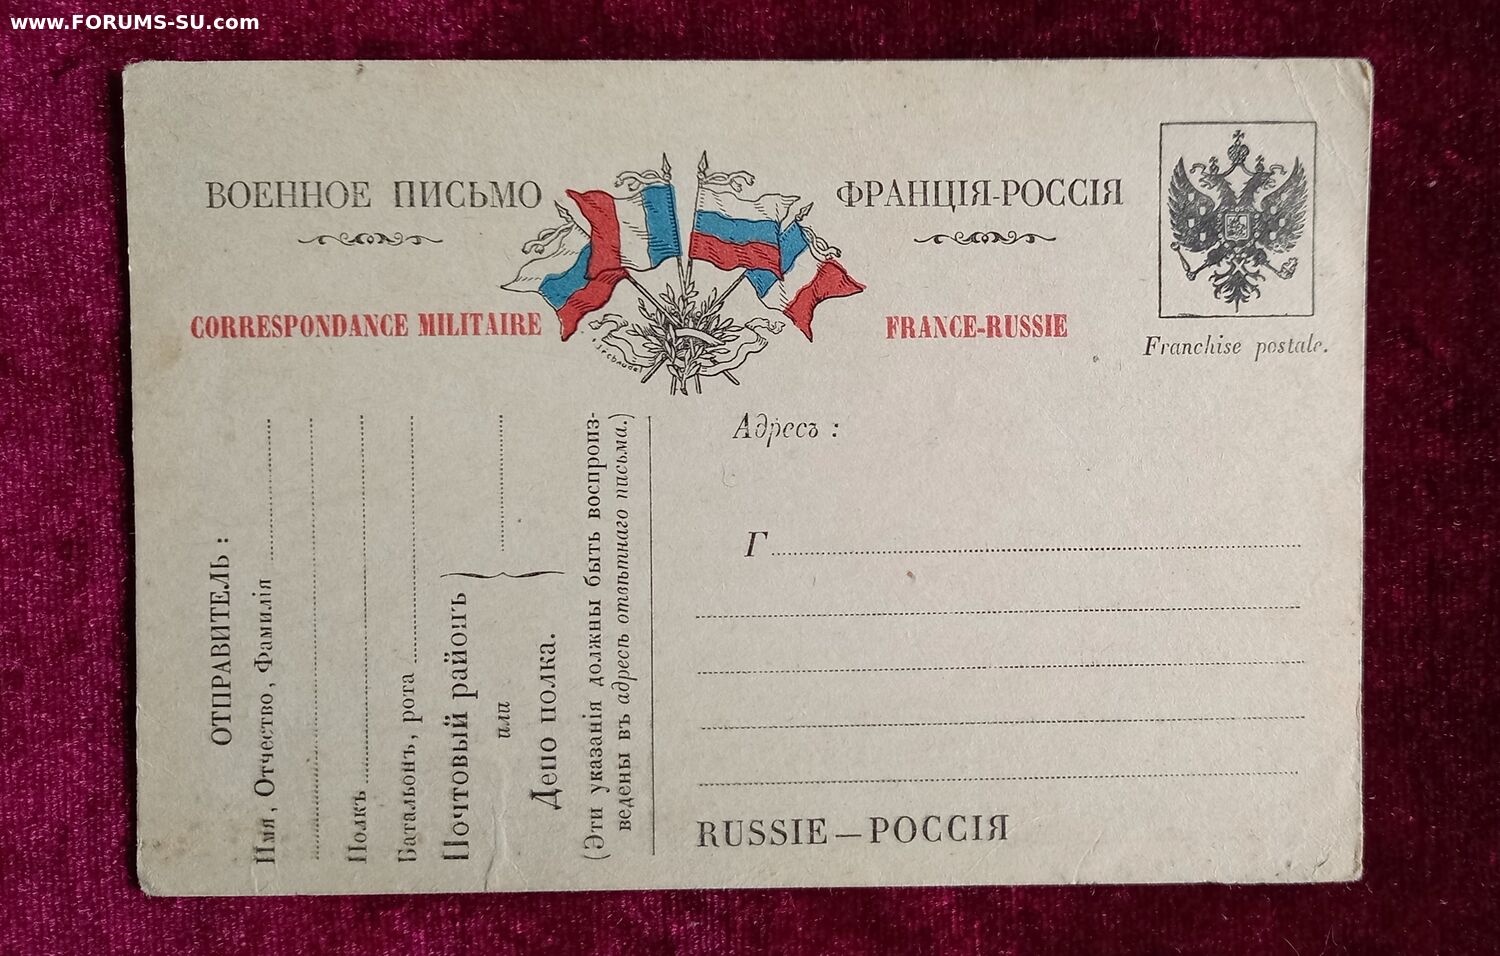 www.FORUMS-SU.com
ВОЕННОЕ ПИСЬМО
ФРАНЦІЯ-РОССІЯ
CORRESPONDANCE MILITAIRE
FRANCE-RUSSIE
Franchise postale.
ОТПРАВИТЕЛЬ :
Имя, Отчество, Фамилія
Полкъ
Батальонъ, рота
Почтовый районъ
или
Депо полка.
(Эти указанія должны быть воспроиз-
ведены въ адресѣ отвѣтнаго письма.)
Адресъ :
Г
RUSSIE — РОССІЯ